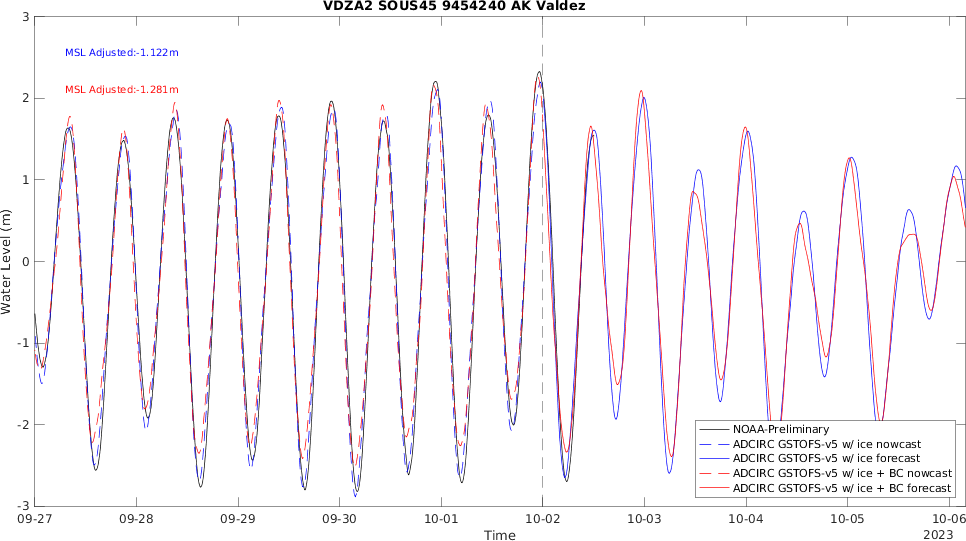 VDZA2 SOUS45 9454240 AK Valdez
MSL Adjusted:-1.122m
MSL Adjusted:-1.281m
3
2
1
0
-1
-2
-3
Water Level (m)
NOAA-Preliminary
ADCIRC GSTOFS-v5 w/ ice nowcast
ADCIRC GSTOFS-v5 w/ ice forecast
ADCIRC GSTOFS-v5 w/ ice + BC nowcast
ADCIRC GSTOFS-v5 w/ ice + BC forecast
09-27 09-28 09-29 09-30 10-01 10-02 10-03 10-04 10-05 10-06
Time
2023